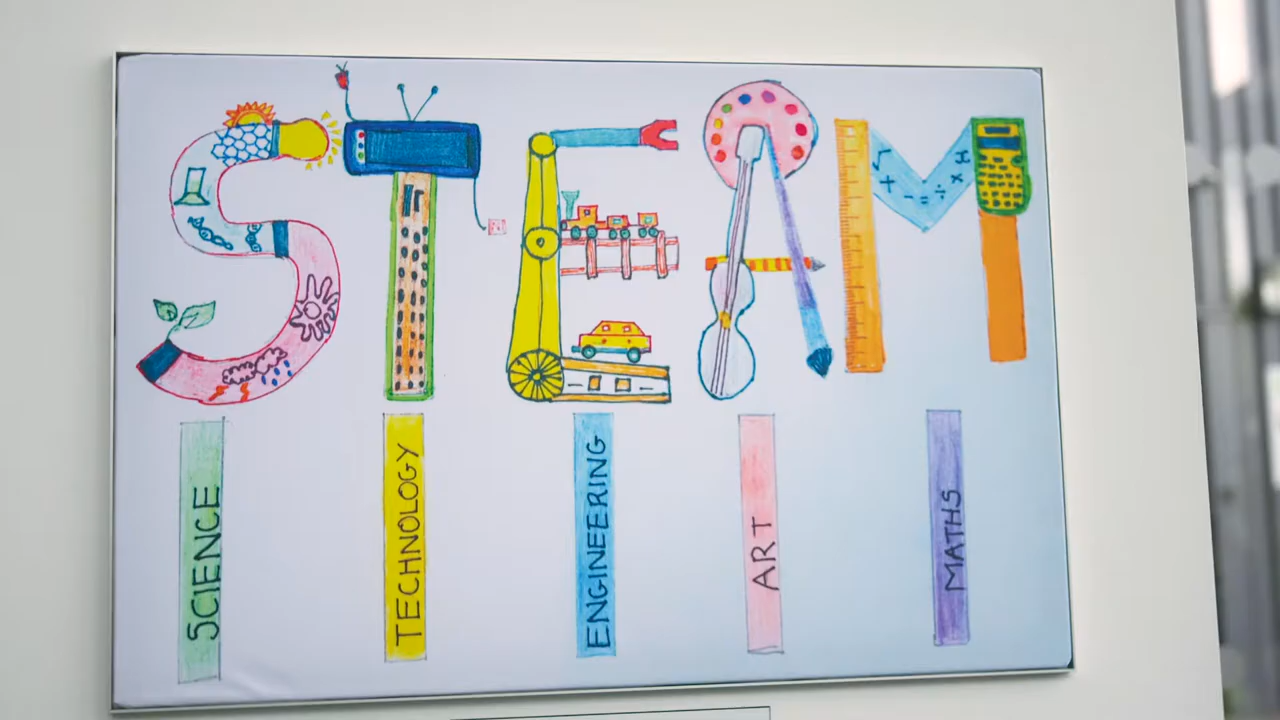 STEAM
SCIENCE
TECHNOLOGY
ENGINEERING
ART
MATHS